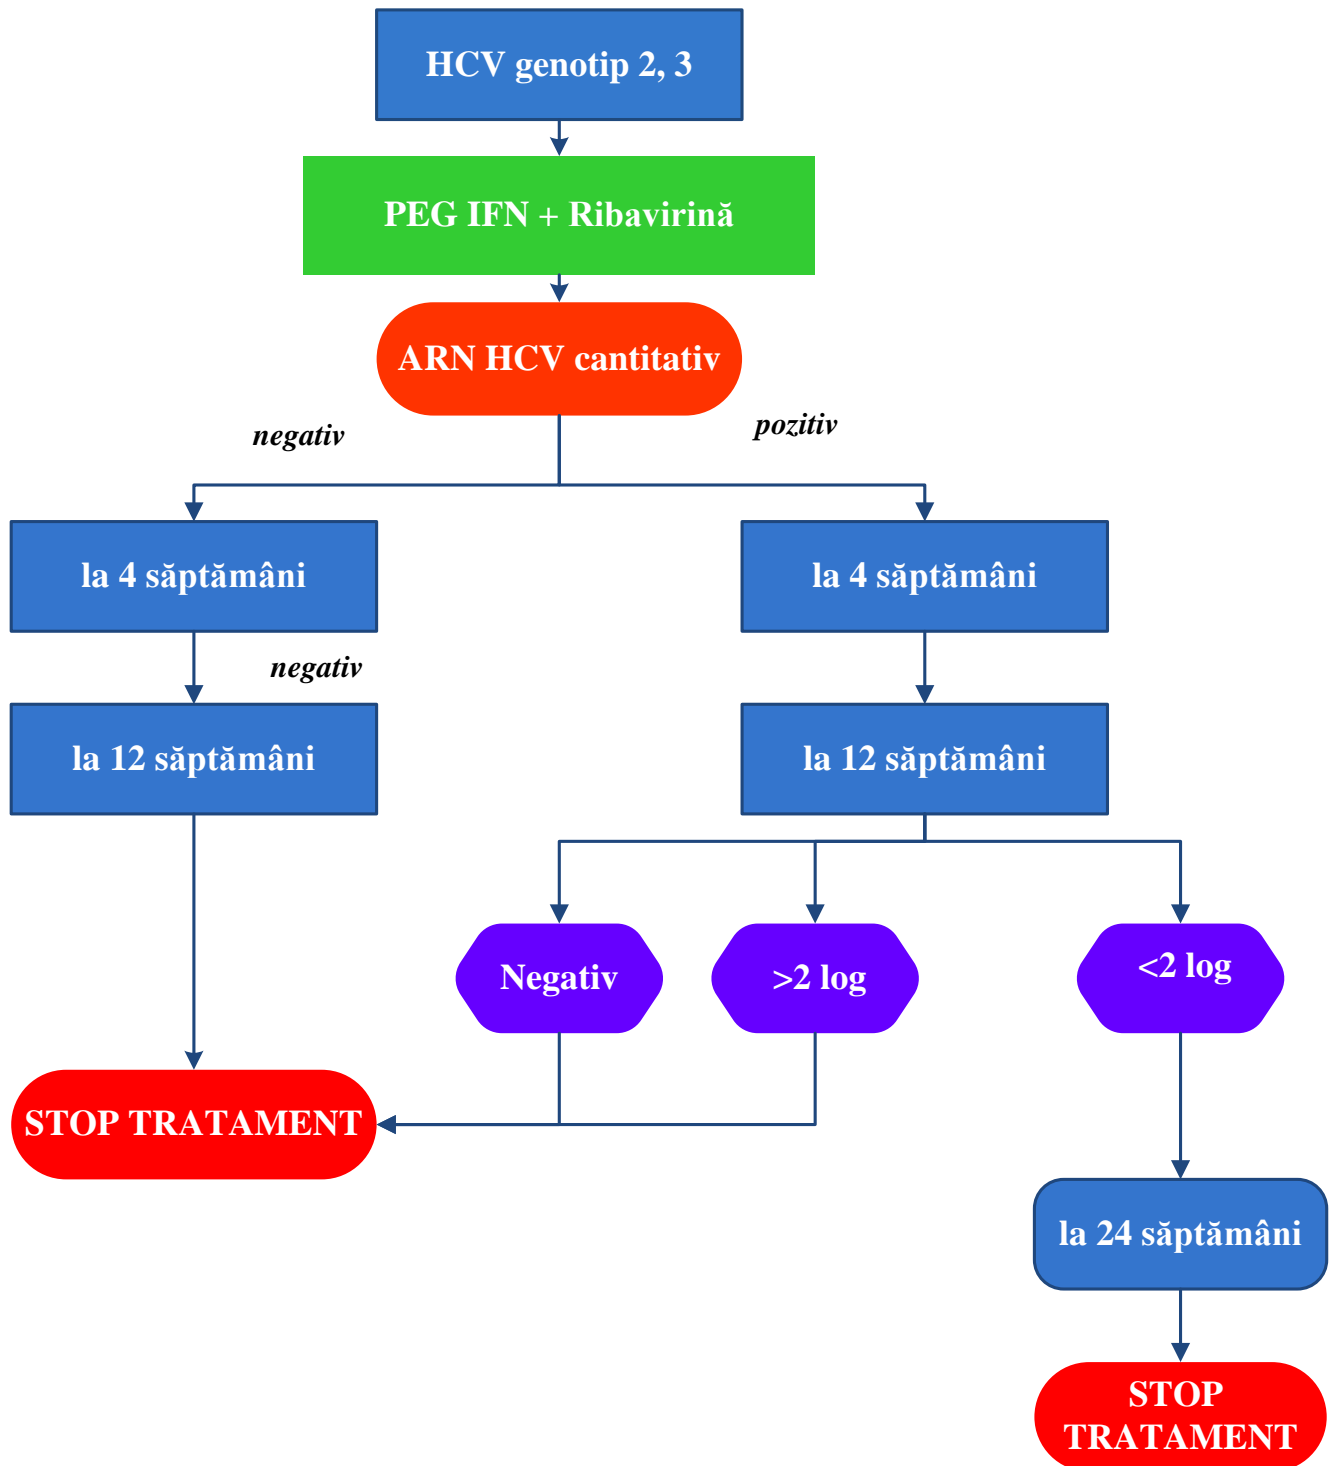 HCV genotip 2, 3
PEG IFN + Ribavirină
ARN HCV cantitativ
negativ
pozitiv
la 4 săptămâni
la 4 săptămâni
negativ
la 12 săptămâni
la 12 săptămâni
Negativ
>2 log
<2 log
STOP TRATAMENT
la 24 săptămâni
STOP
TRATAMENT